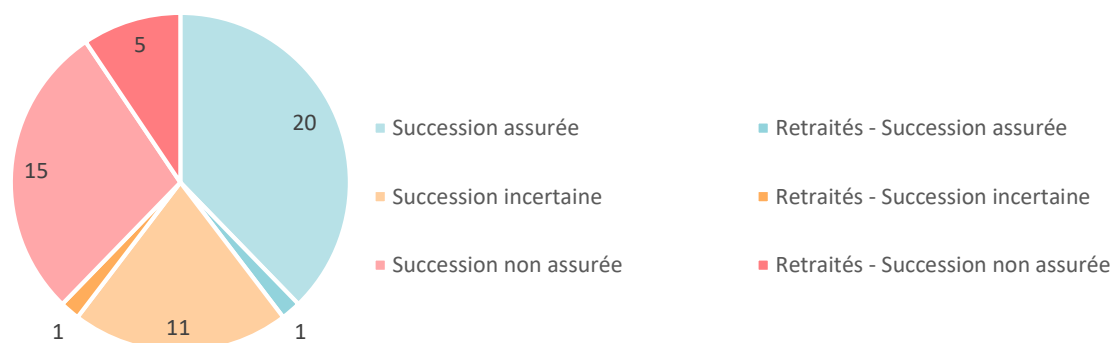 5
20
15
1
11
1
Succession assurée
Retraités - Succession assurée
Succession incertaine
Retraités - Succession incertaine
Succession non assurée
Retraités - Succession non assurée